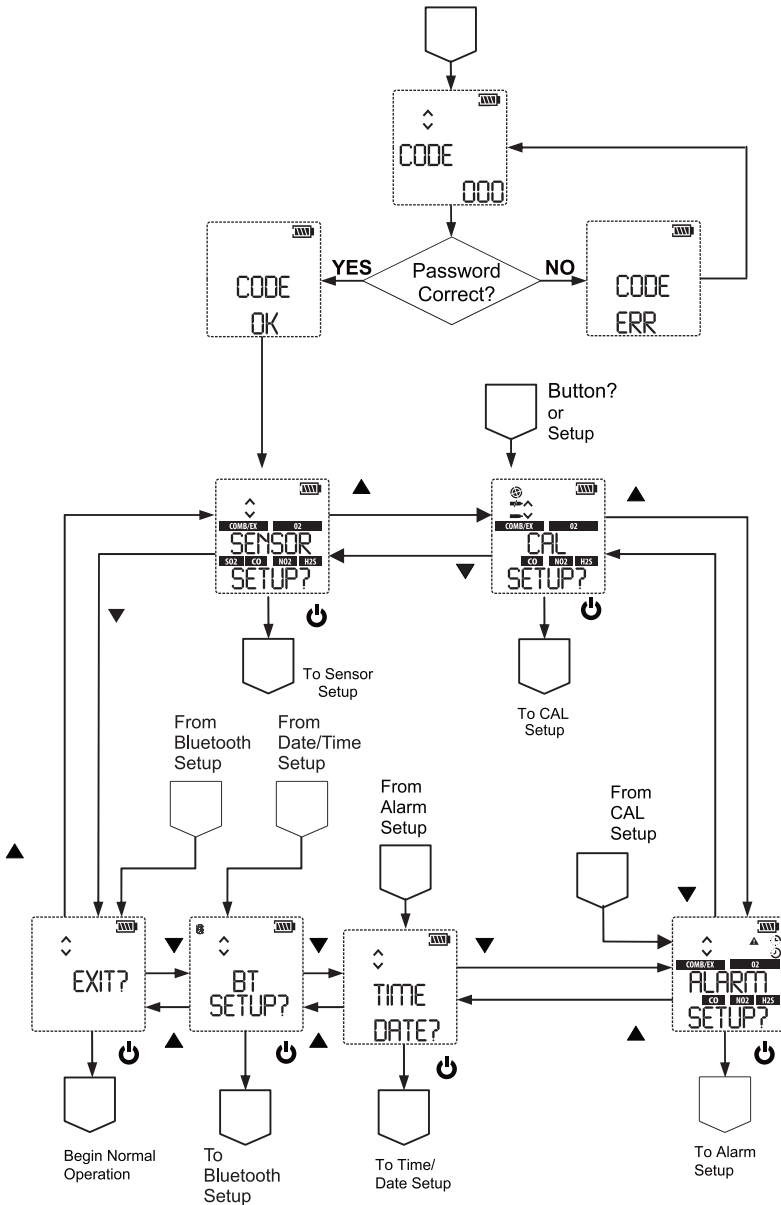 CODE
000
YES
Password
Correct?
NO
CODE
OK
CODE
ERR
Button?
or
Setup
COMB/EX O2
SENSOR
SO2 CO NO2 H2S
SETUP?
COMB/EX O2
CAL
CO NO2 H2S
SETUP?
To Sensor
Setup
To CAL
Setup
From
Bluetooth
Setup
From
Date/Time
Setup
From
Alarm
Setup
From
CAL
Setup
EXIT?
BT
SETUP?
TIME
DATE?
COMB/EX O2
ALARM
CO NO2 H2S
SETUP?
Begin Normal
Operation
To
Bluetooth
Setup
To Time/
Date Setup
To Alarm
Setup